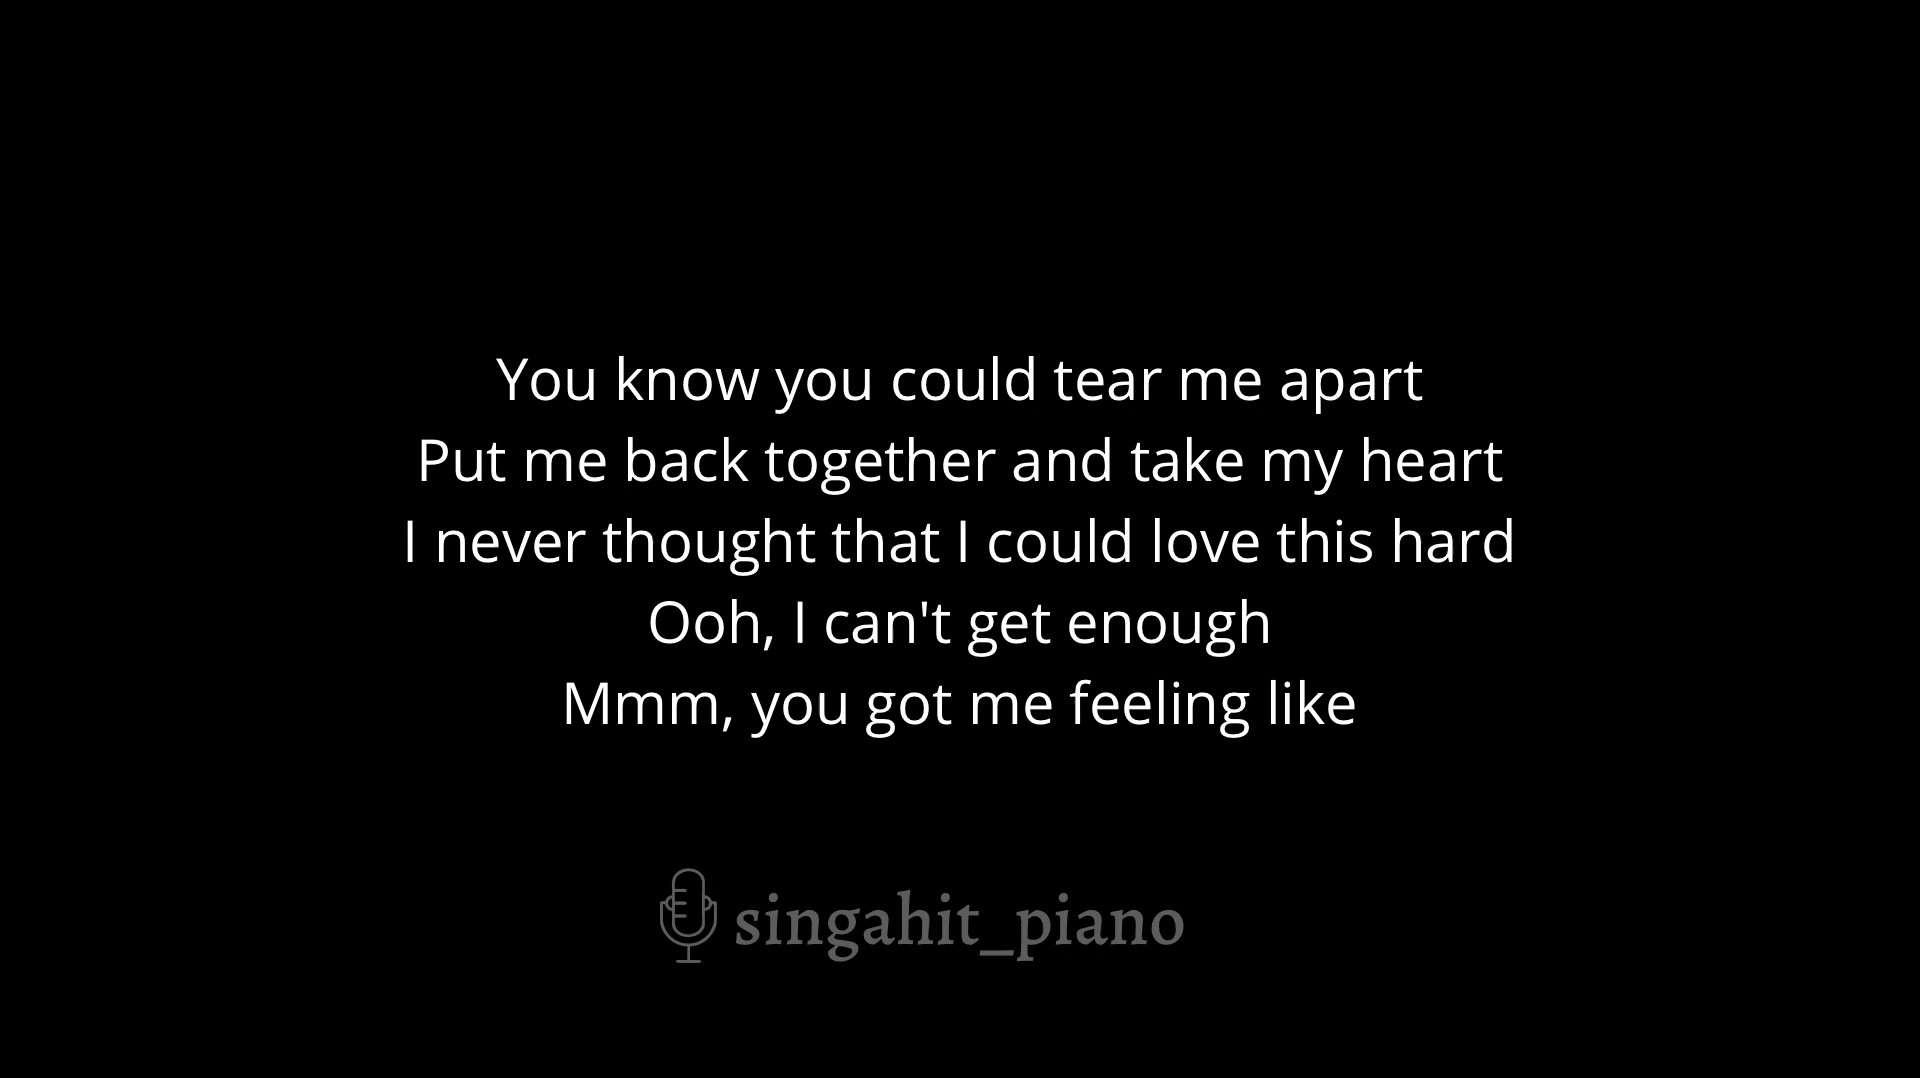 You know you could tear me apart
Put me back together and take my heart
I never thought that I could love this hard
Ooh, I can't get enough
Mmm, you got me feeling like
singahit_piano